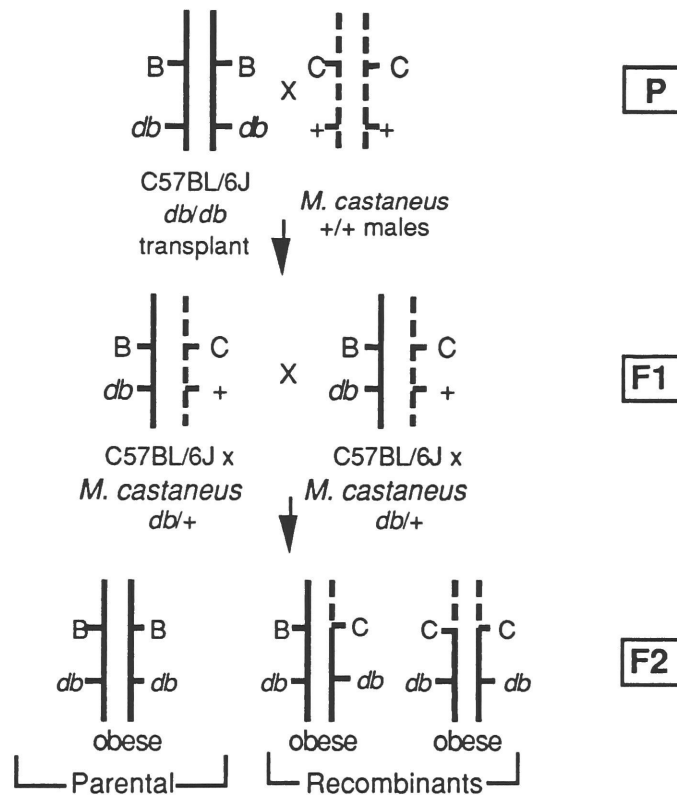 B B C C
X
db db + +
P
C57BL/6J
db/db
transplant
M. castaneus
+/+ males
B C B C
X
db + db +
F1
C57BL/6J x
M. castaneus
db/+
C57BL/6J x
M. castaneus
db/+
B B B C C C
db db db db db db
F2
obese obese obese
Parental Recombinants